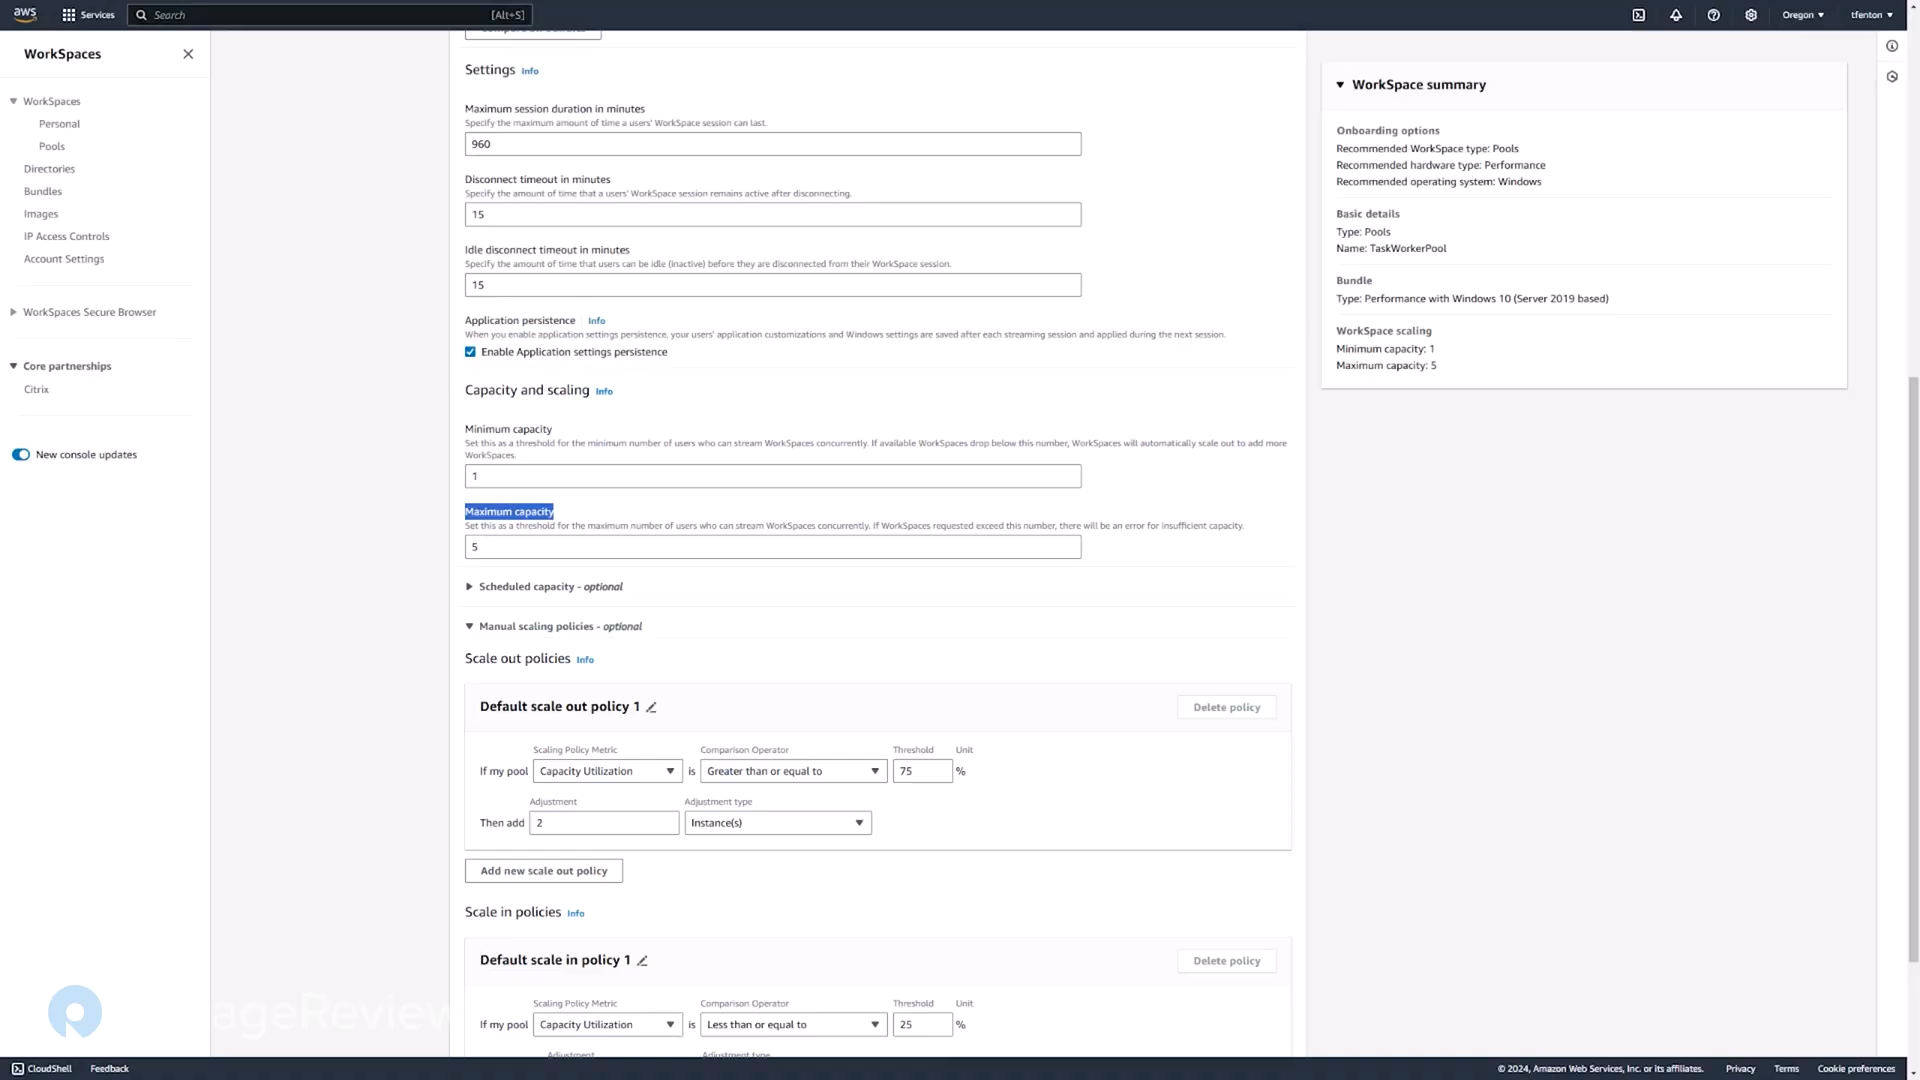 aws
Services
Search
[Alt+S]
Oregon
tfenton
WorkSpaces
WorkSpaces
Personal
Pools
Directories
Bundles
Images
IP Access Controls
Account Settings
WorkSpaces Secure Browser
Core partnerships
Citrix
New console updates
Settings Info
Maximum session duration in minutes
Specify the maximum amount of time a users' WorkSpace session can last.
960
Disconnect timeout in minutes
Specify the amount of time that a users' WorkSpace session remains active after disconnecting.
15
Idle disconnect timeout in minutes
Specify the amount of time that users can be idle (inactive) before they are disconnected from their WorkSpace session.
15
Application persistence Info
When you enable application settings persistence, your users' application customizations and Windows settings are saved after each streaming session and applied during the next session.
Enable Application settings persistence
Capacity and scaling Info
Minimum capacity
Set this as a threshold for the minimum number of users who can stream WorkSpaces concurrently. If available WorkSpaces drop below this number, WorkSpaces will automatically scale out to add more
WorkSpaces.
1
Maximum capacity
Set this as a threshold for the maximum number of users who can stream WorkSpaces concurrently. If WorkSpaces requested exceed this number, there will be an error for insufficient capacity.
5
Scheduled capacity - optional
Manual scaling policies - optional
Scale out policies Info
Default scale out policy 1
Delete policy
Scaling Policy Metric Comparison Operator Threshold Unit
If my pool Capacity Utilization is Greater than or equal to 75 %
Adjustment Adjustment type
Then add 2 Instance(s)
Add new scale out policy
Scale in policies Info
Default scale in policy 1
Delete policy
Scaling Policy Metric Comparison Operator Threshold Unit
If my pool Capacity Utilization is Less than or equal to 25 %
Adjustment Adjustment type
WorkSpace summary
Onboarding options
Recommended WorkSpace type: Pools
Recommended hardware type: Performance
Recommended operating system: Windows
Basic details
Type: Pools
Name: TaskWorkerPool
Bundle
Type: Performance with Windows 10 (Server 2019 based)
WorkSpace scaling
Minimum capacity: 1
Maximum capacity: 5
ageReview
CloudShell
Feedback
© 2024, Amazon Web Services, Inc. or its affiliates.
Privacy
Terms
Cookie preferences